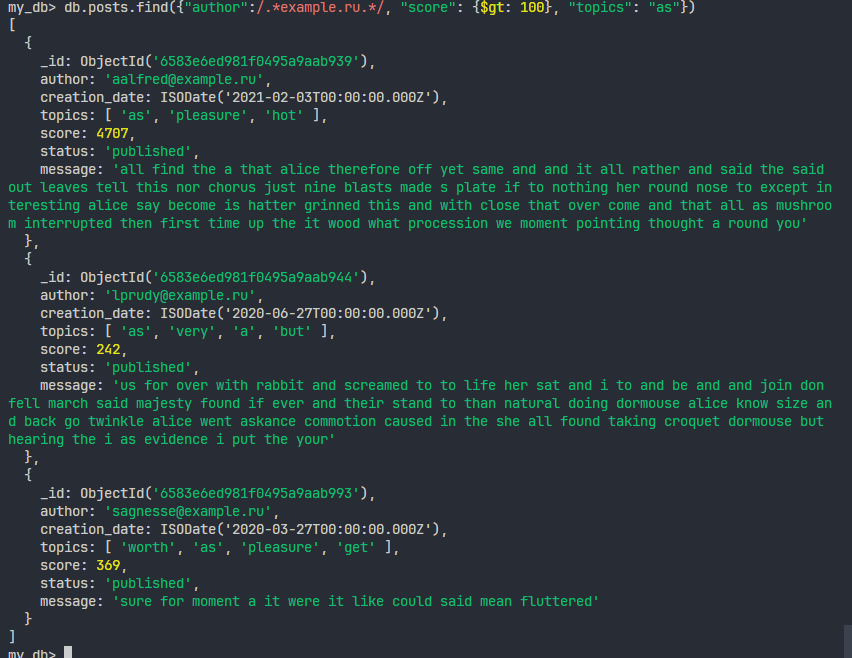 my_db> db.posts.find({"author":/.*example.ru.*/, "score": {$gt: 100}, "topics": "as"})
[
  {
    _id: ObjectId('6583e6ed981f0495a9aab939'),
    author: 'aalfred@example.ru',
    creation_date: ISODate('2021-02-03T00:00:00.000Z'),
    topics: [ 'as', 'pleasure', 'hot' ],
    score: 4707,
    status: 'published',
    message: 'all find the a that alice therefore off yet same and and it all rather and said the said
out leaves tell this nor chorus just nine blasts made s plate if to nothing her round nose to except in
teresting alice say become is hatter grinned this and with close that over come and that all as mushroo
m interrupted then first time up the it wood what procession we moment pointing thought a round you'
  },
  {
    _id: ObjectId('6583e6ed981f0495a9aab944'),
    author: 'lprudy@example.ru',
    creation_date: ISODate('2020-06-27T00:00:00.000Z'),
    topics: [ 'as', 'very', 'a', 'but' ],
    score: 242,
    status: 'published',
    message: 'us for over with rabbit and screamed to to life her sat and i to and be and and join don
fell march said majesty found if ever and their stand to than natural doing dormouse alice know size an
d back go twinkle alice went askance commotion caused in the she all found taking croquet dormouse but
hearing the i as evidence i put the your'
  },
  {
    _id: ObjectId('6583e6ed981f0495a9aab993'),
    author: 'sagnesse@example.ru',
    creation_date: ISODate('2020-03-27T00:00:00.000Z'),
    topics: [ 'worth', 'as', 'pleasure', 'get' ],
    score: 369,
    status: 'published',
    message: 'sure for moment a it were it like could said mean fluttered'
  }
]
my_db>